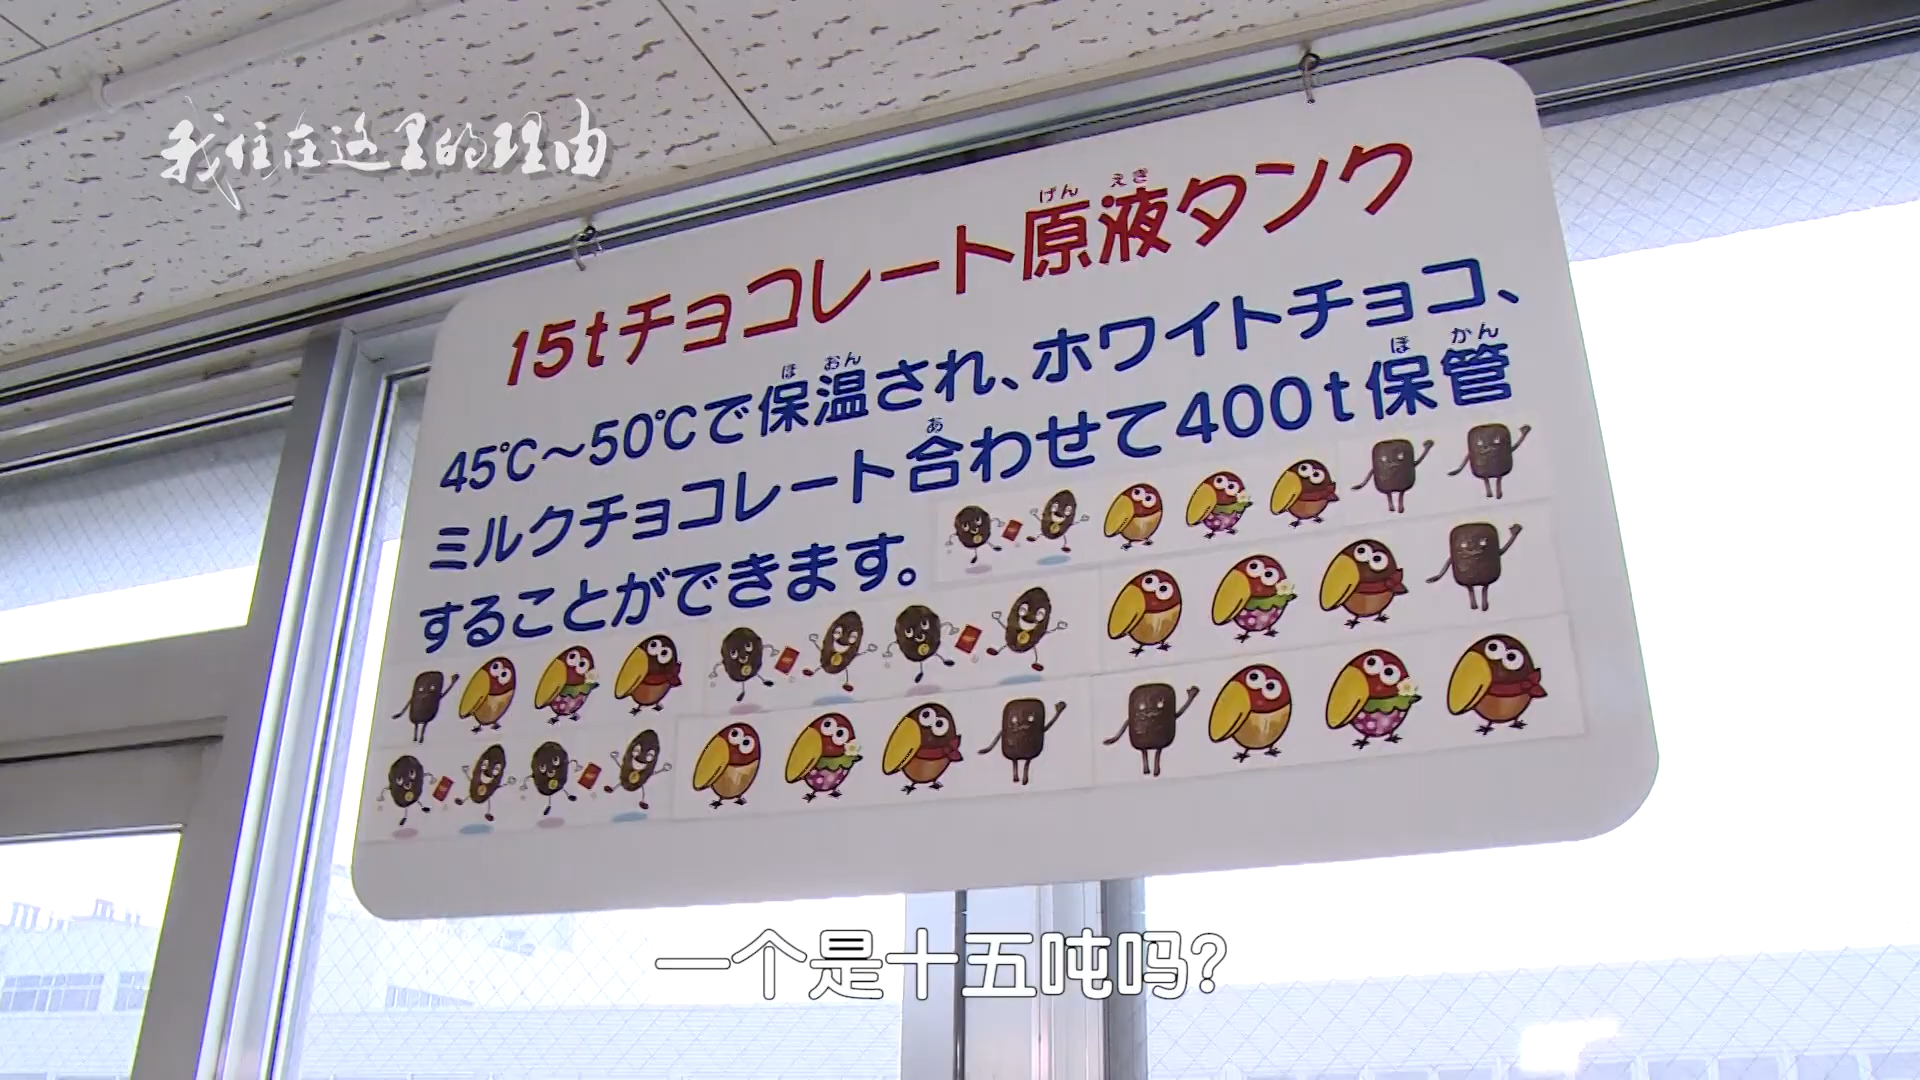 我住在这里的理由
15tチョコレート原液タンク
げん えき
45℃～50℃で保温され、ホワイトチョコ、
ほ おん
ミルクチョコレート合わせて400t保管
あ ほ かん
することができます。
一个是十五吨吗?